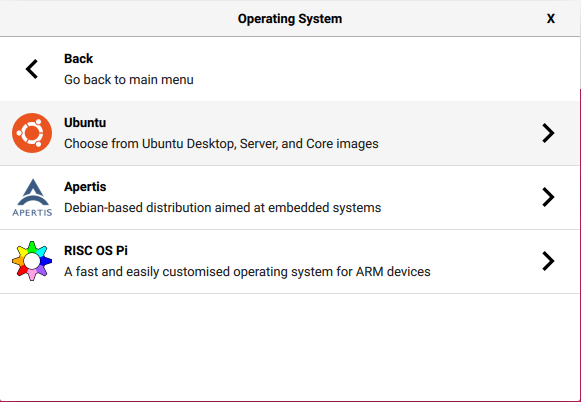 Operating System
X
Back
Go back to main menu
Ubuntu
Choose from Ubuntu Desktop, Server, and Core images
Apertis
APERTIS
Debian-based distribution aimed at embedded systems
RISC OS Pi
A fast and easily customised operating system for ARM devices